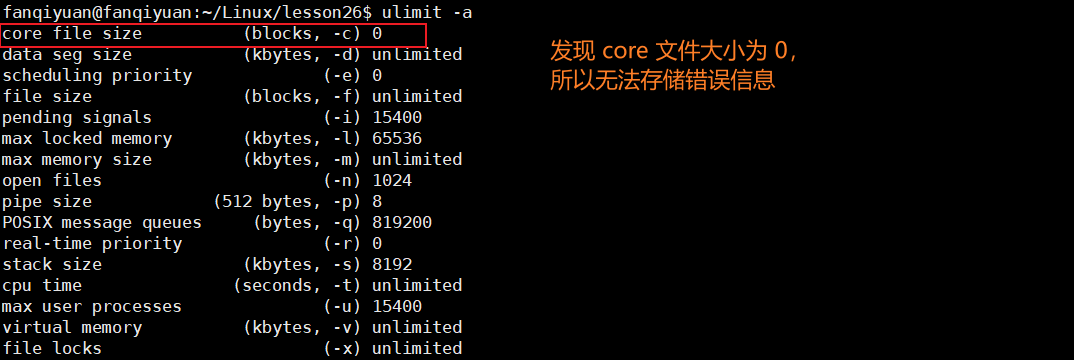 fanqiyuan@fanqiyuan:~/Linux/lesson26$ ulimit -a
core file size          (blocks, -c) 0
data seg size           (kbytes, -d) unlimited
scheduling priority             (-e) 0
file size               (blocks, -f) unlimited
pending signals                 (-i) 15400
max locked memory       (kbytes, -l) 65536
max memory size         (kbytes, -m) unlimited
open files                      (-n) 1024
pipe size            (512 bytes, -p) 8
POSIX message queues     (bytes, -q) 819200
real-time priority              (-r) 0
stack size              (kbytes, -s) 8192
cpu time               (seconds, -t) unlimited
max user processes              (-u) 15400
virtual memory          (kbytes, -v) unlimited
file locks                      (-x) unlimited
发现 core 文件大小为 0，
所以无法存储错误信息